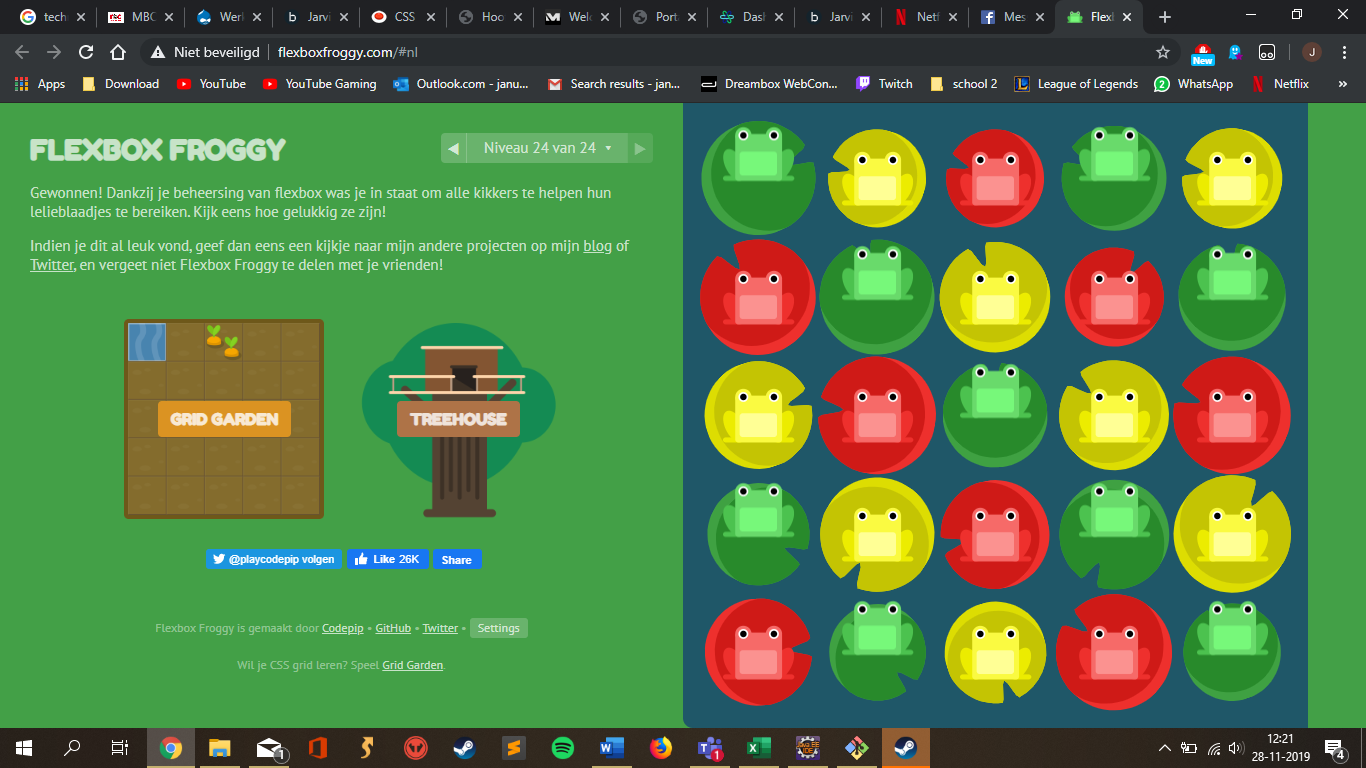 tech
MBC
Werl
Jarvi
CSS
Hoo
Welc
Porta
Dash
Jarvi
Netf
Mes
Flexl
Niet beveiligd
flexboxfroggy.com/#nl
New
J
Apps
Download
YouTube
YouTube Gaming
Outlook.com - janu...
Search results - jan...
Dreambox WebCon...
Twitch
school 2
League of Legends
2
WhatsApp
Netflix
»
FLEXBOX FROGGY
Niveau 24 van 24
Gewonnen! Dankzij je beheersing van flexbox was je in staat om alle kikkers te helpen hun
lelieblaadjes te bereiken. Kijk eens hoe gelukkig ze zijn!
Indien je dit al leuk vond, geef dan eens een kijkje naar mijn andere projecten op mijn blog of
Twitter, en vergeet niet Flexbox Froggy te delen met je vrienden!
GRID GARDEN
TREEHOUSE
@playcodepip volgen
Like 26K
Share
Flexbox Froggy is gemaakt door Codepip • GitHub • Twitter • Settings
Wil je CSS grid leren? Speel Grid Garden.
1
1
12:21
28-11-2019
4